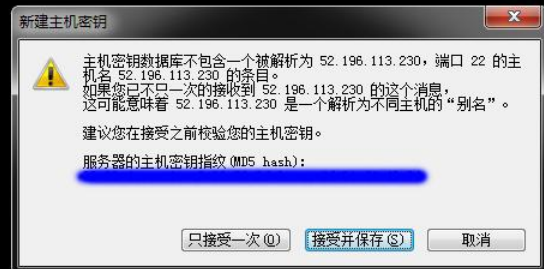 新建主机密钥
主机密钥数据库不包含一个被解析为 52.196.113.230，端口 22 的主
机名 52.196.113.230 的条目。
如果您已不只一次的接收到 52.196.113.230 的这个消息，
这可能意味着 52.196.113.230 是一个解析为不同主机的“别名”。
建议您在接受之前校验您的主机密钥。
服务器的主机密钥指纹(MD5 hash):
只接受一次(O) 接受并保存(S) 取消